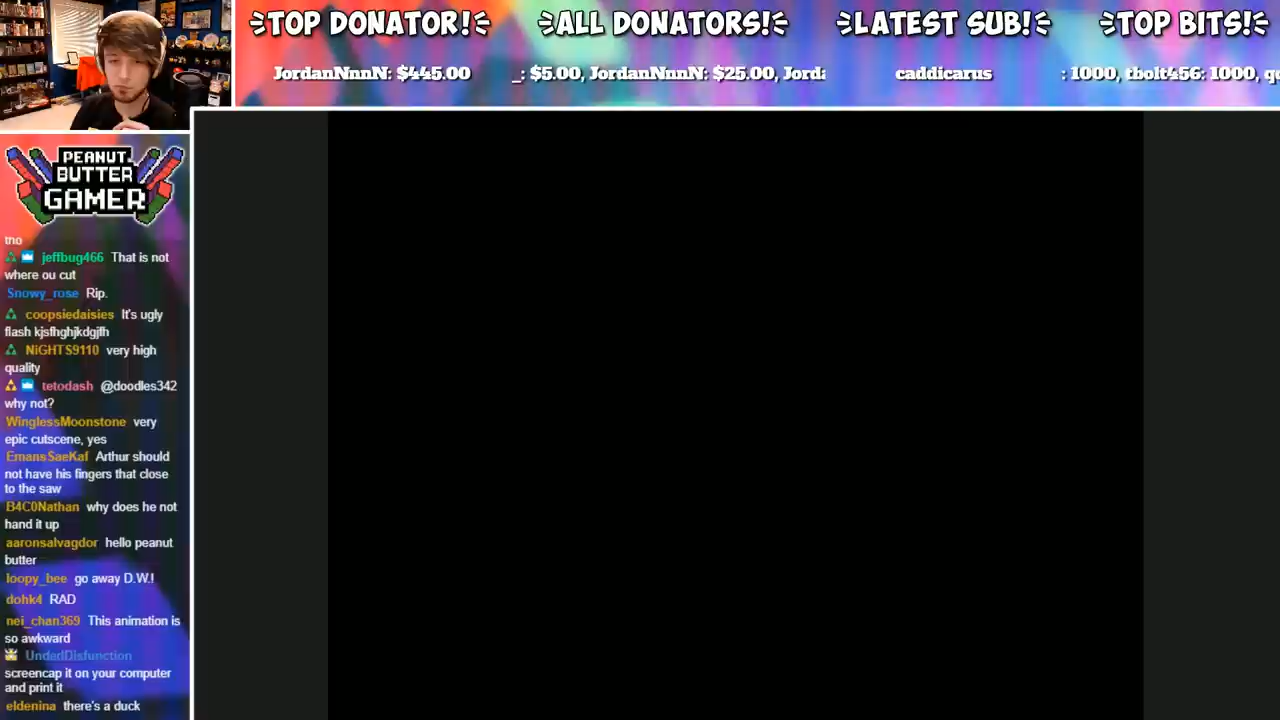 TOP DONATOR!
ALL DONATORS!
LATEST SUB!
TOP BITS!
JordanNnnN: $445.00
_: $5.00, JordanNnnN: $25.00, Jorda
caddicarus
: 1000, tbolt456: 1000, qc
PEANUT
BUTTER
GAMER
tno
jeffbug466 That is not
where ou cut
Snowy_rose Rip.
coopsiedaisies It's ugly
flash kjsfhghjkdgjfh
NiGHTS9110 very high
quality
tetodash @doodles342
why not?
WinglessMoonstone very
epic cutscene, yes
EmansSaeKaf Arthur should
not have his fingers that close
to the saw
B4C0Nathan why does he not
hand it up
aaronsalvagdor hello peanut
butter
loopy_bee go away D.W.!
dohk4 RAD
nei_chan369 This animation is
so awkward
UndedDisfunction
screencap it on your computer
and print it
eldenina there's a duck